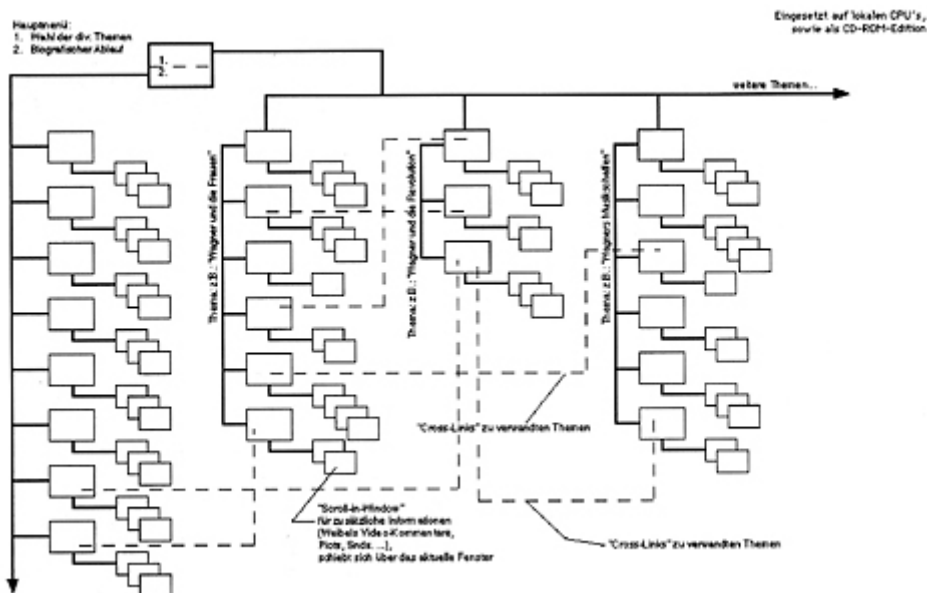 Hauptmenü:
1. Wahl der div. Themen
2. Biografischer Ablauf
Eingesetzt auf lokalen CPU's,
sowie als CD-ROM-Edition
1.
2.
weitere Themen...
Thema: z.B.: "Wagner und die Frauen"
Thema: z.B.: "Wagner und die Revolution"
Thema: z.B.: "Wagners Musikschaffen"
"Cross-Links" zu verwandten Themen
"Scroll-in-Window"
für zusätzliche Informationen
(Weibels Video-Kommentare,
Picts, Snds. ...),
schiebt sich über das aktuelle Fenster
"Cross-Links" zu verwandten Themen